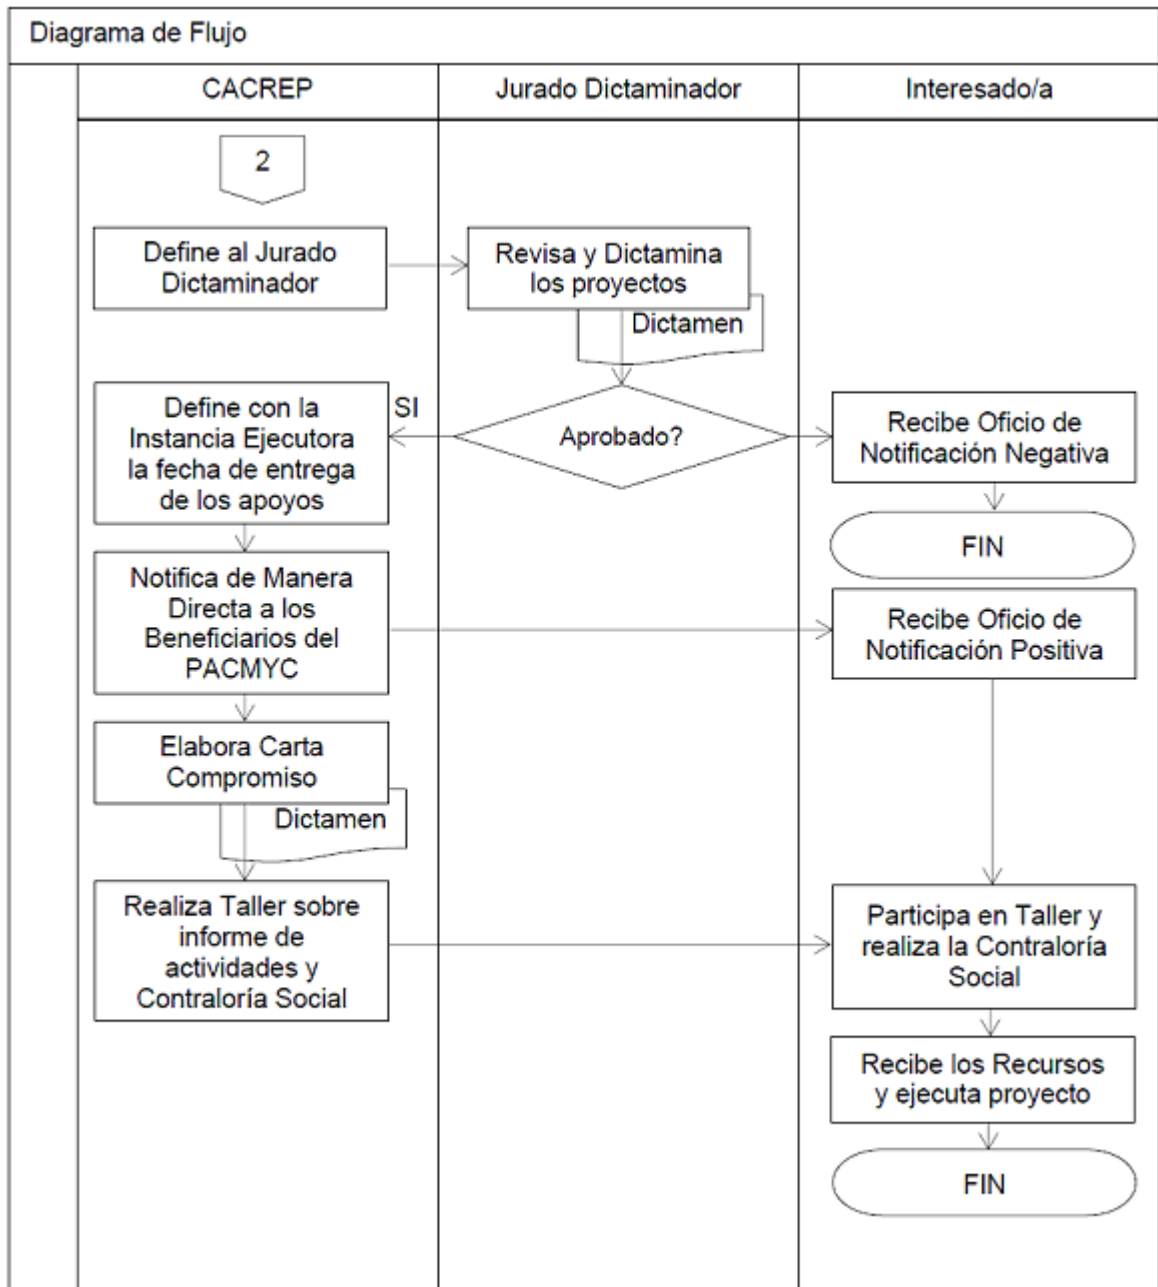 Diagrama de Flujo
CACREP
Jurado Dictaminador
Interesado/a
2
Define al Jurado
Dictaminador
Revisa y Dictamina
los proyectos
Dictamen
Aprobado?
SI
Define con la
Instancia Ejecutora
la fecha de entrega
de los apoyos
Recibe Oficio de
Notificación Negativa
FIN
Notifica de Manera
Directa a los
Beneficiarios del
PACMYC
Recibe Oficio de
Notificación Positiva
Elabora Carta
Compromiso
Dictamen
Realiza Taller sobre
informe de
actividades y
Contraloría Social
Participa en Taller y
realiza la Contraloría
Social
Recibe los Recursos
y ejecuta proyecto
FIN